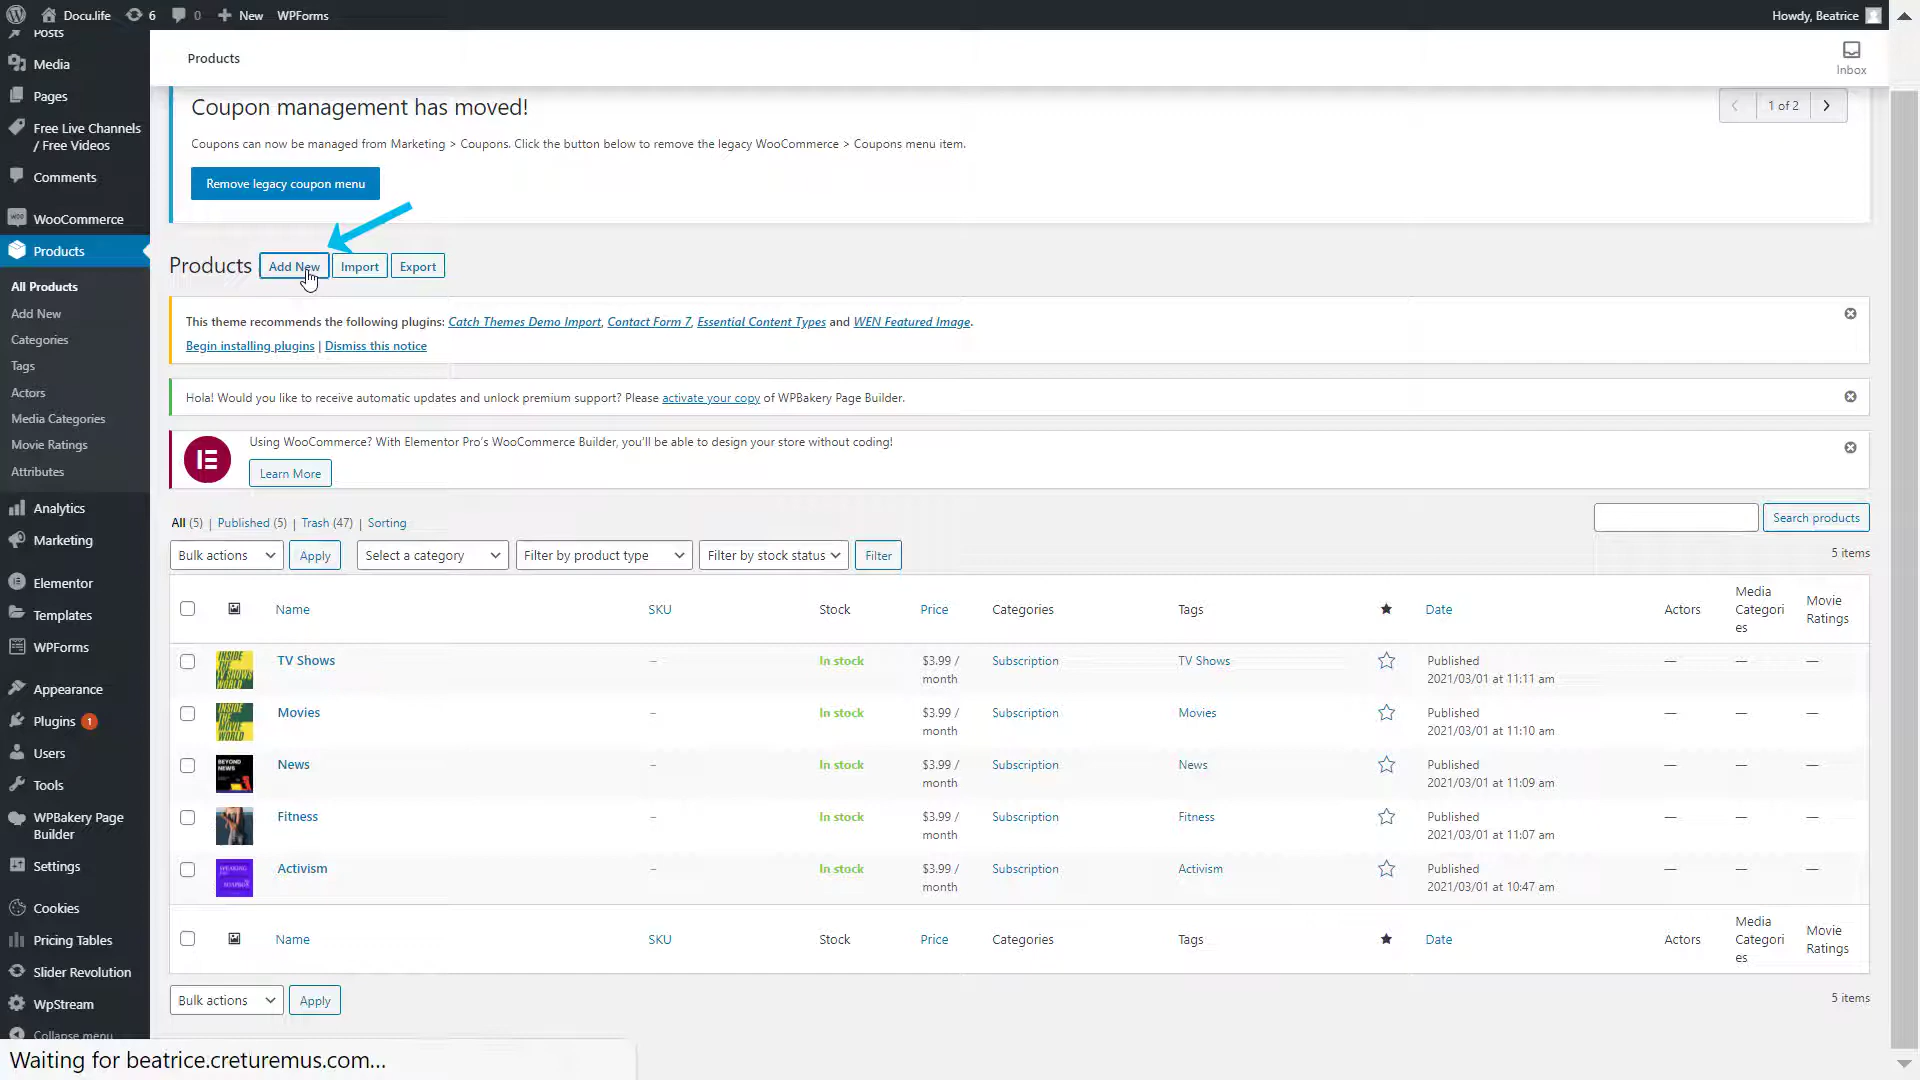 Docu.life 6 0 New WPForms Howdy, Beatrice
Posts
Media
Pages
Free Live Channels
/ Free Videos
Comments
WooCommerce
Products
All Products
Add New
Categories
Tags
Actors
Media Categories
Movie Ratings
Attributes
Analytics
Marketing
Elementor
Templates
WPForms
Appearance
Plugins 1
Users
Tools
WPBakery Page
Builder
Settings
Cookies
Pricing Tables
Slider Revolution
WpStream
Collapse menu
Products
Inbox
Coupon management has moved!
1 of 2
Coupons can now be managed from Marketing > Coupons. Click the button below to remove the legacy WooCommerce > Coupons menu item.
Remove legacy coupon menu
Products Add New Import Export
This theme recommends the following plugins: Catch Themes Demo Import, Contact Form 7, Essential Content Types and WEN Featured Image.
Begin installing plugins | Dismiss this notice
Hola! Would you like to receive automatic updates and unlock premium support? Please activate your copy of WPBakery Page Builder.
Using WooCommerce? With Elementor Pro's WooCommerce Builder, you'll be able to design your store without coding!
Learn More
All (5) | Published (5) | Trash (47) | Sorting
Search products
Bulk actions Apply Select a category Filter by product type Filter by stock status Filter
5 items
Name SKU Stock Price Categories Tags Date Actors Media Categori es Movie Ratings
INSIDE THE TV SHOWS WORLD
TV Shows – In stock $3.99 / month Subscription TV Shows Published 2021/03/01 at 11:11 am — — —
INSIDE THE MOVIE WORLD
Movies – In stock $3.99 / month Subscription Movies Published 2021/03/01 at 11:10 am — — —
BEYOND NEWS
News – In stock $3.99 / month Subscription News Published 2021/03/01 at 11:09 am — — —
Fitness – In stock $3.99 / month Subscription Fitness Published 2021/03/01 at 11:07 am — — —
Activism – In stock $3.99 / month Subscription Activism Published 2021/03/01 at 10:47 am — — —
Name SKU Stock Price Categories Tags Date Actors Media Categori es Movie Ratings
Bulk actions Apply
5 items
Waiting for beatrice.creturemus.com...